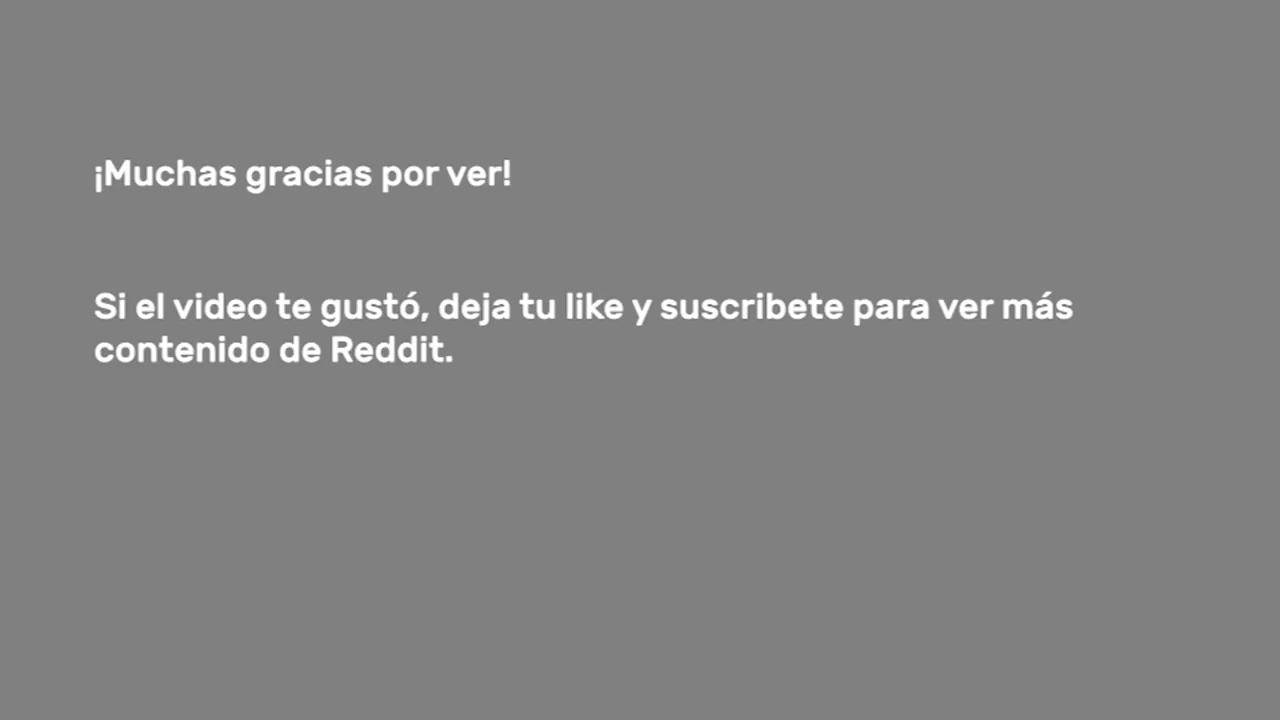 ¡Muchas gracias por ver!
Si el video te gustó, deja tu like y suscribete para ver más
contenido de Reddit.